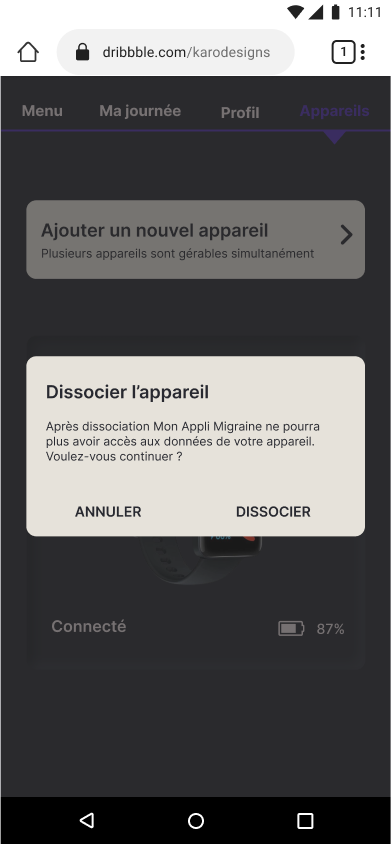 11:11
dribbble.com/karodesigns
1
Menu Ma journée Profil Appareils
Ajouter un nouvel appareil
Plusieurs appareils sont gérables simultanément
Dissocier l'appareil
Après dissociation Mon Appli Migraine ne pourra
plus avoir accès aux données de votre appareil.
Voulez-vous continuer ?
ANNULER DISSOCIER
Connecté 87%